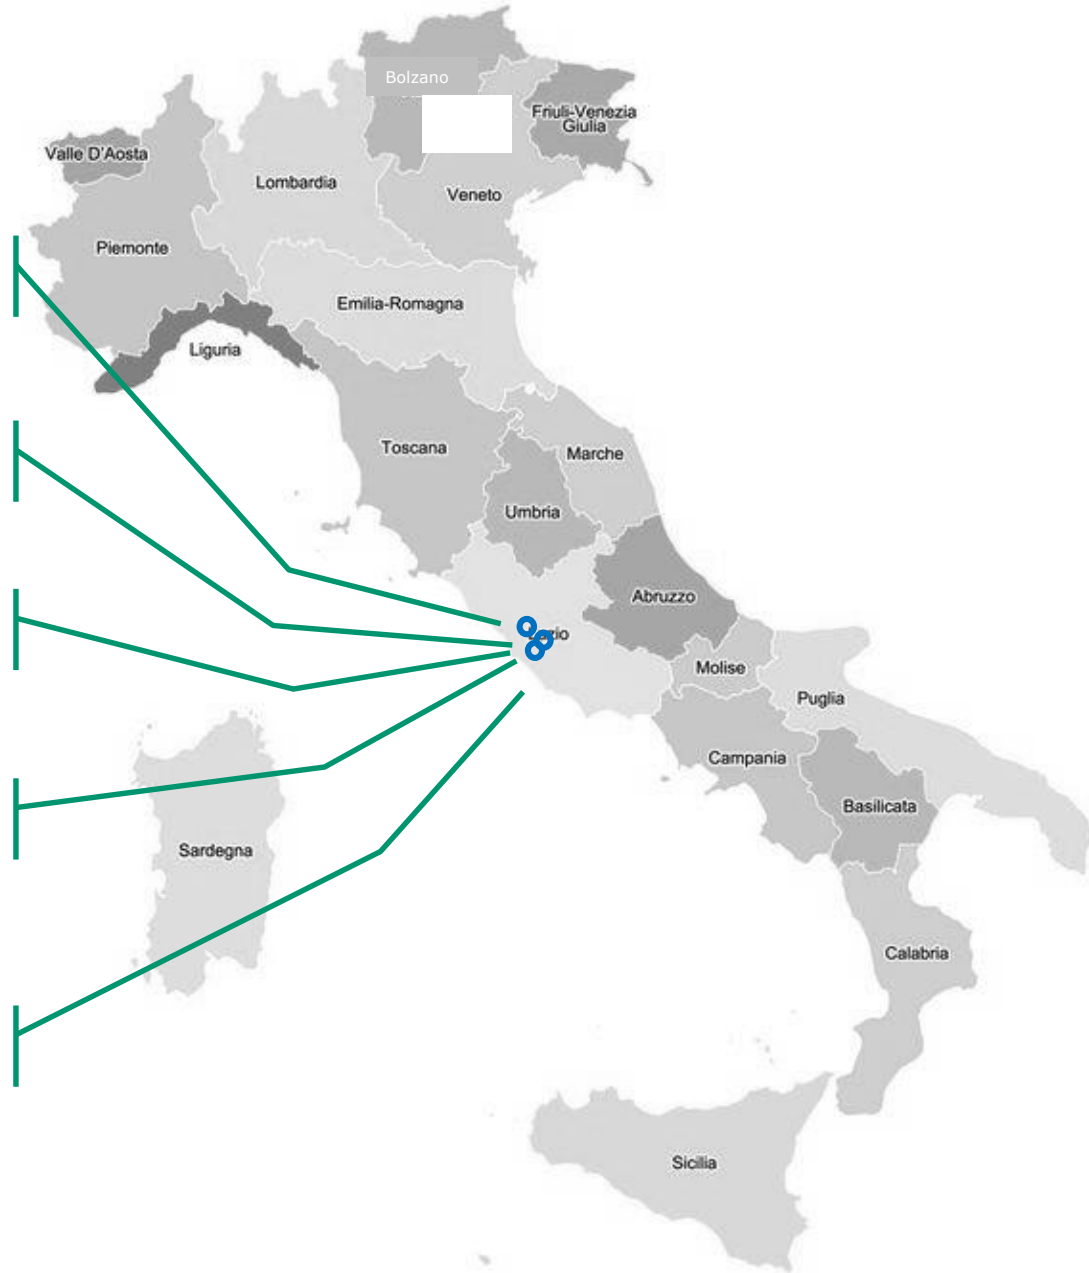 Bolzano
Friuli-Venezia
Giulia
Valle D'Aosta
Lombardia
Veneto
Piemonte
Emilia-Romagna
Liguria
Toscana
Marche
Umbria
Abruzzo
Lazio
Molise
Puglia
Campania
Basilicata
Sardegna
Calabria
Sicilia